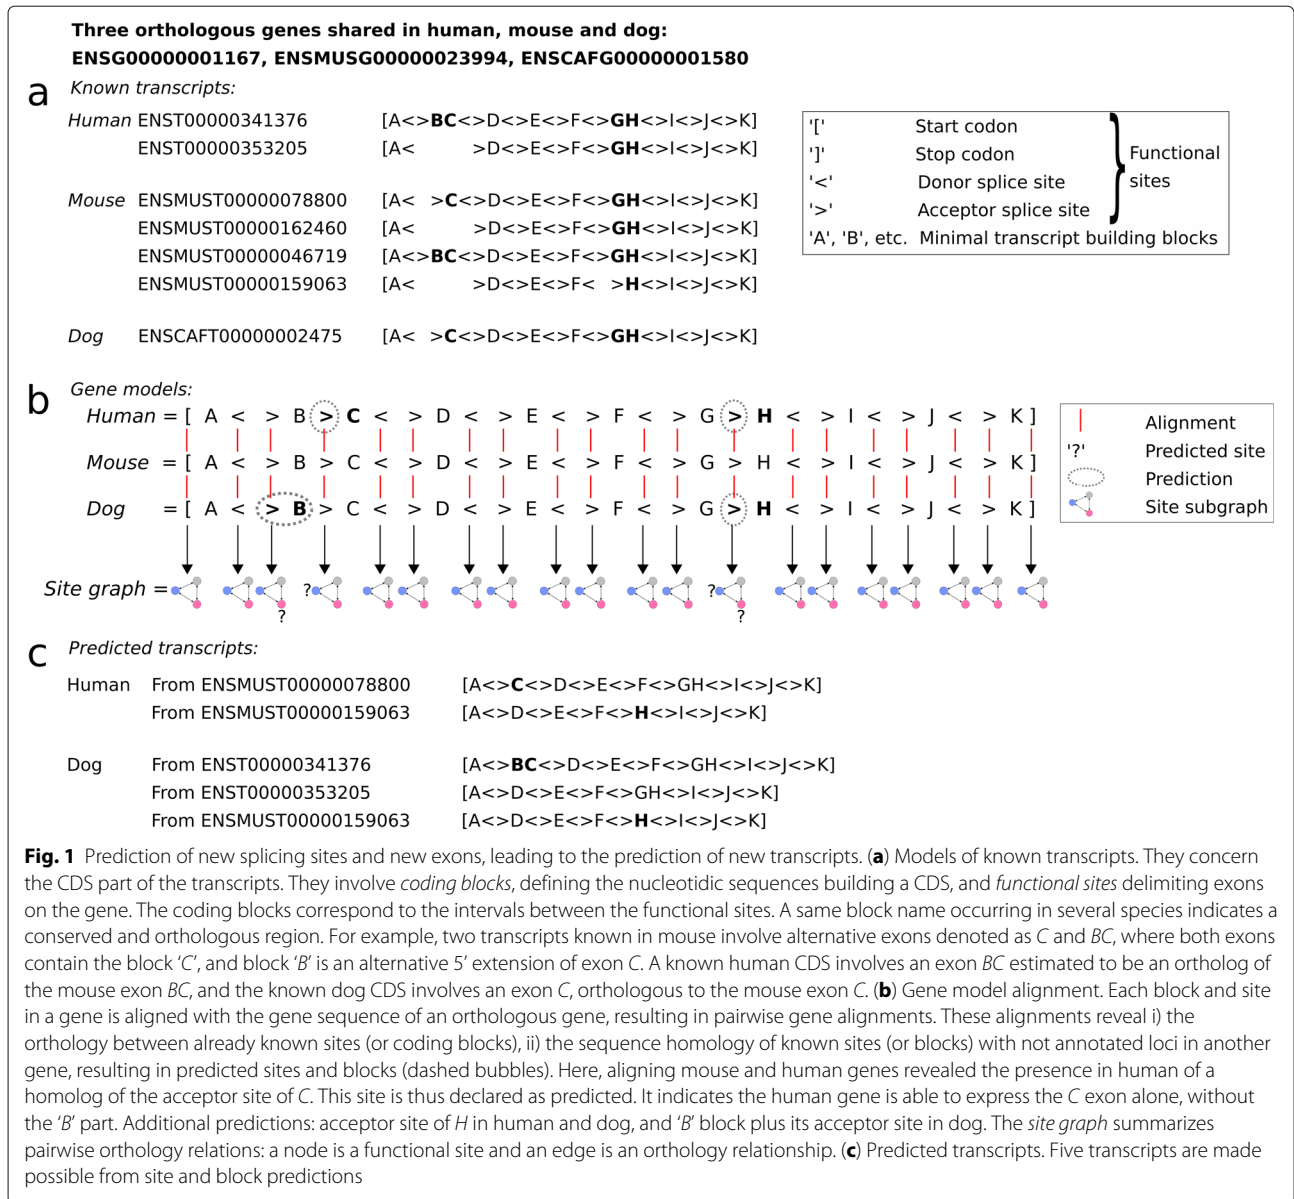 Three orthologous genes shared in human, mouse and dog:
ENSG00000001167, ENSMUSG00000023994, ENSCAFG00000001580
a Known transcripts:
Human ENST00000341376 [A<>BC<>D<>E<>F<>GH<>I<>J<>K]
ENST00000353205 [A< >D<>E<>F<>GH<>I<>J<>K]
Mouse ENSMUST00000078800 [A< >C<>D<>E<>F<>GH<>I<>J<>K]
ENSMUST00000162460 [A< >D<>E<>F<>GH<>I<>J<>K]
ENSMUST00000046719 [A<>BC<>D<>E<>F<>GH<>I<>J<>K]
ENSMUST00000159063 [A< >D<>E<>F< >H<>I<>J<>K]
Dog ENSCAFT00000002475 [A< >C<>D<>E<>F<>GH<>I<>J<>K]
'[' Start codon
']' Stop codon
'<' Donor splice site
'>' Acceptor splice site
Functional
sites
'A', 'B', etc. Minimal transcript building blocks
b Gene models:
Human = [ A < > B > C < > D < > E < > F < > G > H < > I < > J < > K ]
Mouse = [ A < > B > C < > D < > E < > F < > G > H < > I < > J < > K ]
Dog = [ A < > B > C < > D < > E < > F < > G > H < > I < > J < > K ]
Alignment
'?' Predicted site
Prediction
Site subgraph
Site graph =
? ? ? ?
c Predicted transcripts:
Human From ENSMUST00000078800 [A<>C<>D<>E<>F<>GH<>I<>J<>K]
From ENSMUST00000159063 [A<>D<>E<>F<>H<>I<>J<>K]
Dog From ENST00000341376 [A<>BC<>D<>E<>F<>GH<>I<>J<>K]
From ENST00000353205 [A<>D<>E<>F<>GH<>I<>J<>K]
From ENSMUST00000159063 [A<>D<>E<>F<>H<>I<>J<>K]
Fig. 1 Prediction of new splicing sites and new exons, leading to the prediction of new transcripts. (a) Models of known transcripts. They concern
the CDS part of the transcripts. They involve coding blocks, defining the nucleotidic sequences building a CDS, and functional sites delimiting exons
on the gene. The coding blocks correspond to the intervals between the functional sites. A same block name occurring in several species indicates a
conserved and orthologous region. For example, two transcripts known in mouse involve alternative exons denoted as C and BC, where both exons
contain the block ‘C’, and block ‘B’ is an alternative 5’ extension of exon C. A known human CDS involves an exon BC estimated to be an ortholog of
the mouse exon BC, and the known dog CDS involves an exon C, orthologous to the mouse exon C. (b) Gene model alignment. Each block and site
in a gene is aligned with the gene sequence of an orthologous gene, resulting in pairwise gene alignments. These alignments reveal i) the
orthology between already known sites (or coding blocks), ii) the sequence homology of known sites (or blocks) with not annotated loci in another
gene, resulting in predicted sites and blocks (dashed bubbles). Here, aligning mouse and human genes revealed the presence in human of a
homolog of the acceptor site of C. This site is thus declared as predicted. It indicates the human gene is able to express the C exon alone, without
the ‘B’ part. Additional predictions: acceptor site of H in human and dog, and ‘B’ block plus its acceptor site in dog. The site graph summarizes
pairwise orthology relations: a node is a functional site and an edge is an orthology relationship. (c) Predicted transcripts. Five transcripts are made
possible from site and block predictions